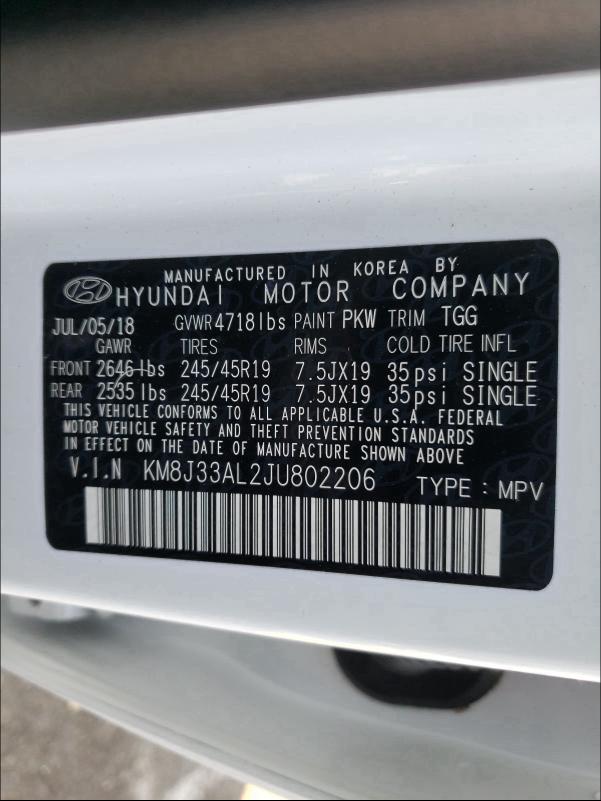 MANUFACTURED IN KOREA BY
HYUNDAI MOTOR COMPANY
JUL/05/18 GVWR4718lbs PAINT PKW TRIM TGG
GAWR TIRES RIMS COLD TIRE INFL
FRONT 2646lbs 245/45R19 7.5JX19 35psi SINGLE
REAR 2535lbs 245/45R19 7.5JX19 35psi SINGLE
THIS VEHICLE CONFORMS TO ALL APPLICABLE U.S.A. FEDERAL
MOTOR VEHICLE SAFETY AND THEFT PREVENTION STANDARDS
IN EFFECT ON THE DATE OF MANUFACTURE SHOWN ABOVE.
V.I.N KM8J33AL2JU802206 TYPE : MPV